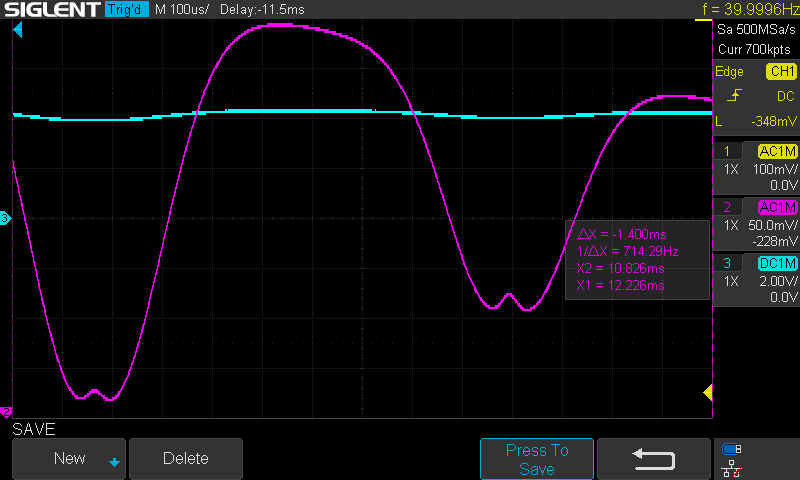 SIGLENT Trig'd M 100us/ Delay:-11.5ms f = 39.9996Hz
Sa 500MSa/s
Curr 700kpts
Edge CH1
DC
L -348mV
1 AC1M
1X 100mV/
0.0V
2 AC1M
1X 50.0mV/
-228mV
3 DC1M
1X 2.00V/
0.0V
3
ΔX = -1.400ms
1/ΔX = 714.29Hz
X2 = 10.826ms
X1 = 12.226ms
2
SAVE
New Delete Press To
Save